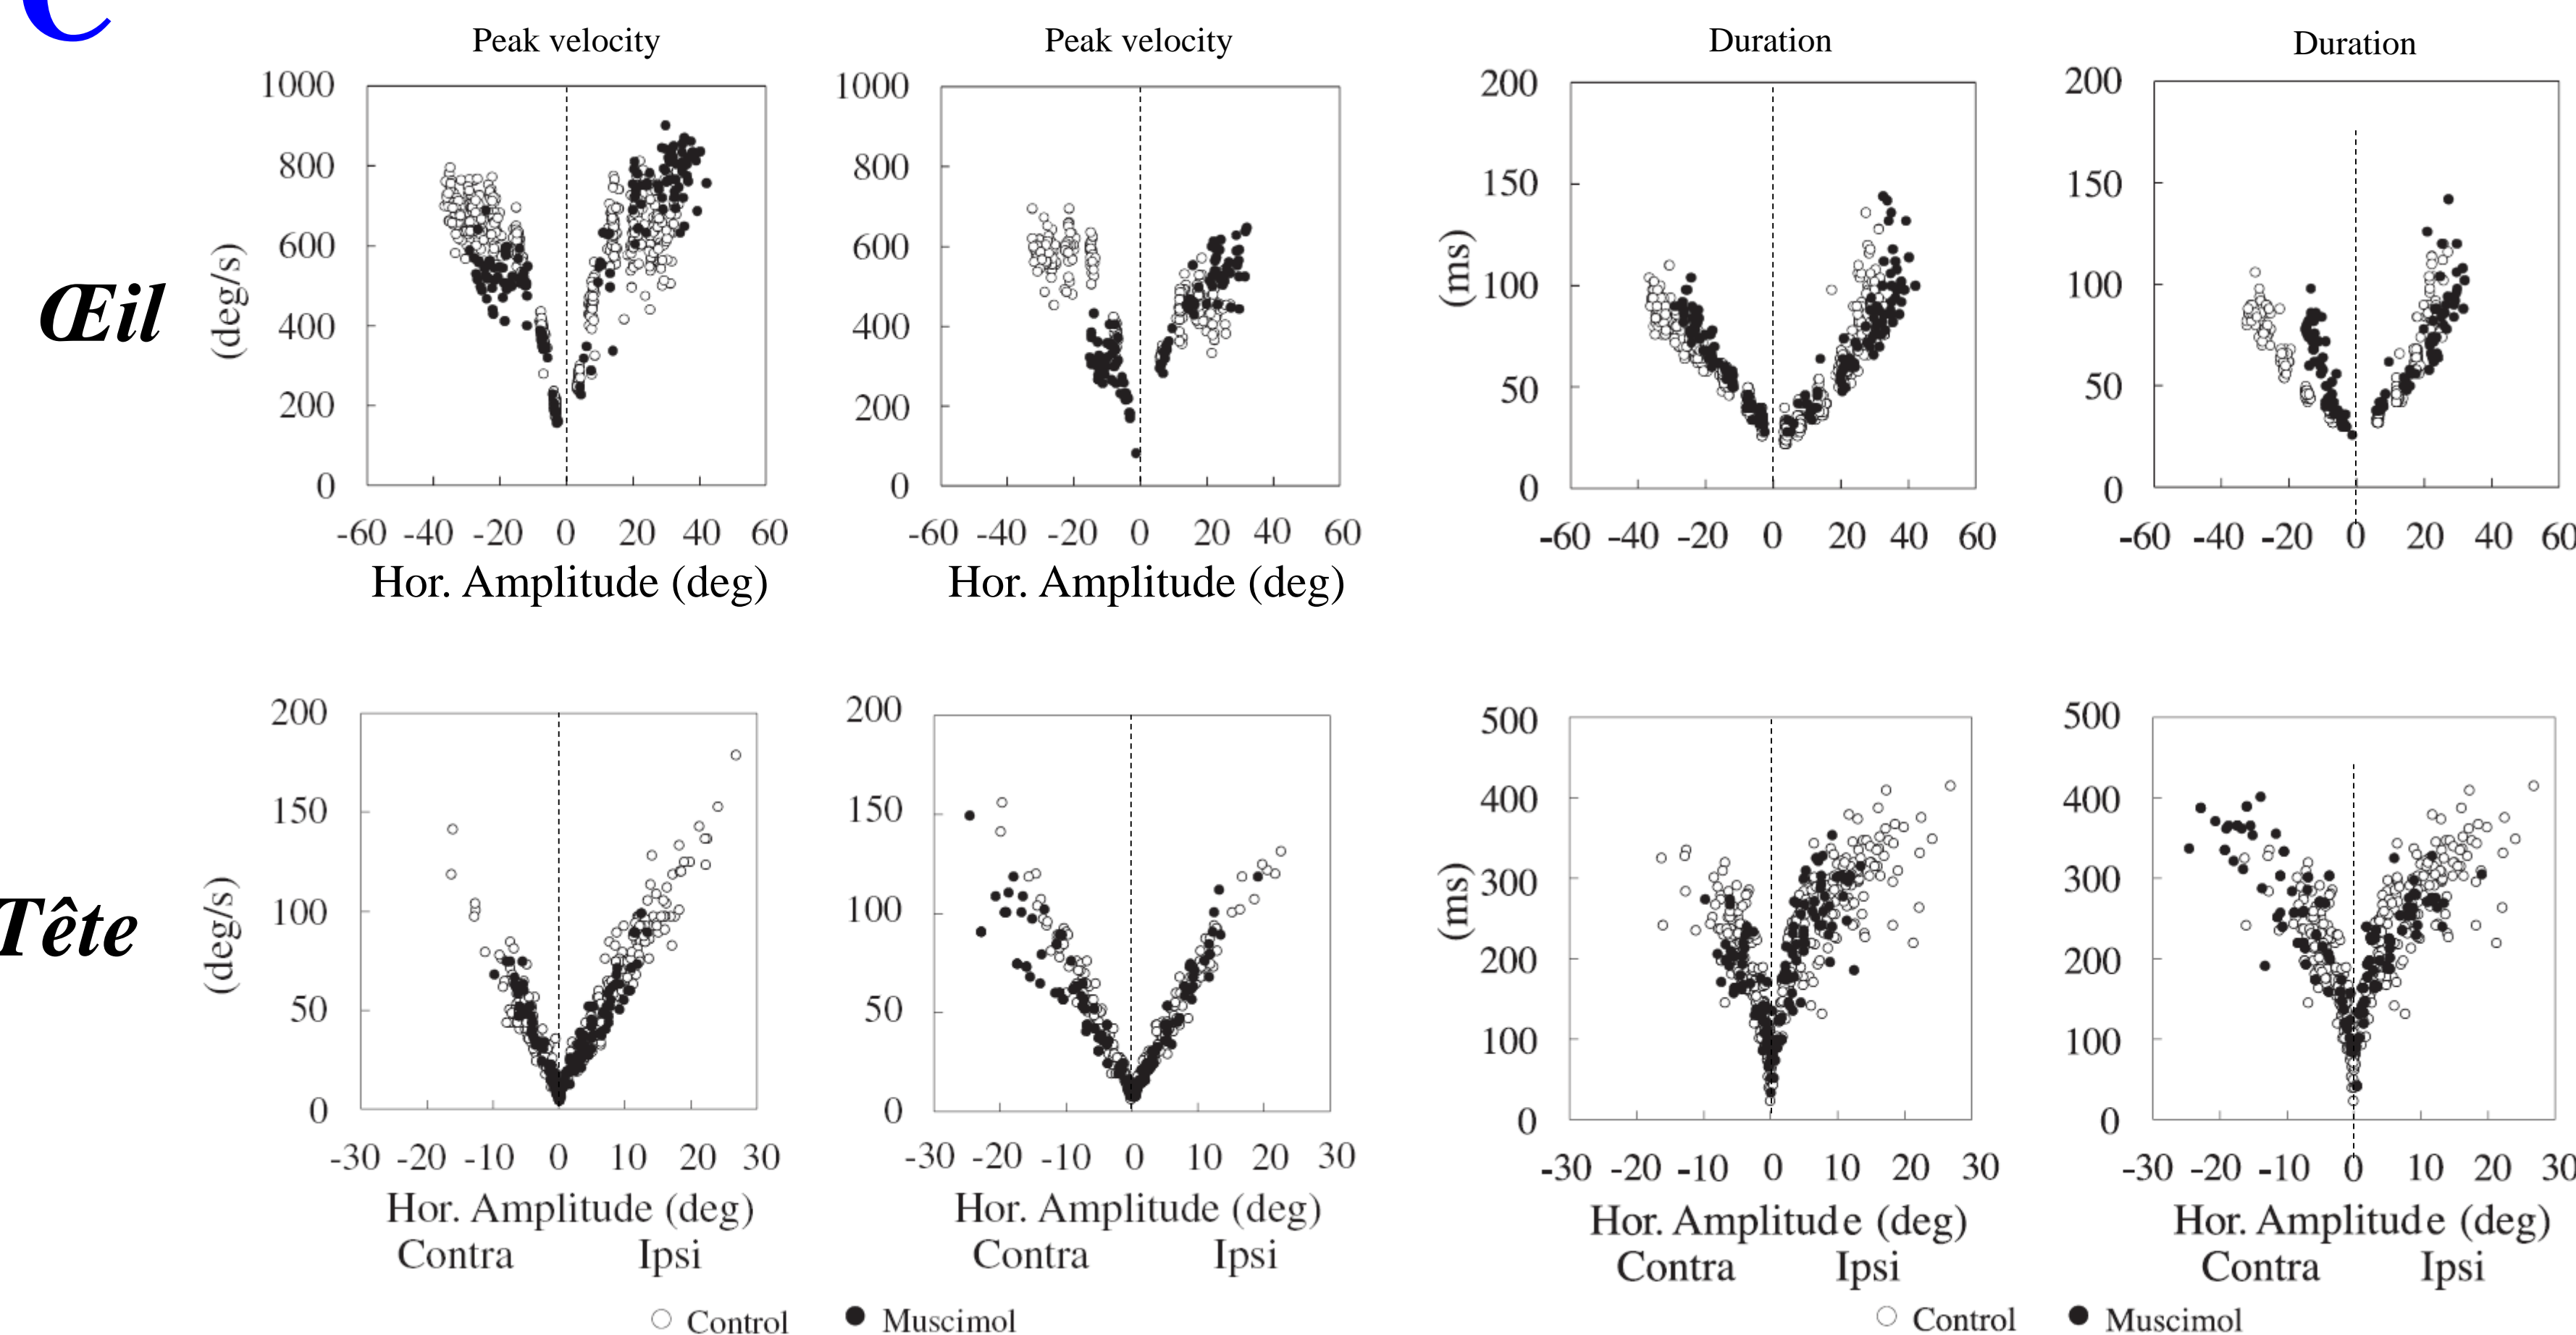 C
Peak velocity Peak velocity Duration Duration
Œil
(deg/s)
1000
800
600
400
200
0
-60 -40 -20 0 20 40 60
Hor. Amplitude (deg)
1000
800
600
400
200
0
-60 -40 -20 0 20 40 60
Hor. Amplitude (deg)
(ms)
200
150
100
50
0
-60 -40 -20 0 20 40 60
200
150
100
50
0
-60 -40 -20 0 20 40 60
Tête
(deg/s)
200
150
100
50
0
-30 -20 -10 0 10 20 30
Hor. Amplitude (deg)
Contra Ipsi
200
150
100
50
0
-30 -20 -10 0 10 20 30
Hor. Amplitude (deg)
Contra Ipsi
Control Muscimol
(ms)
500
400
300
200
100
0
-30 -20 -10 0 10 20 30
Hor. Amplitude (deg)
Contra Ipsi
500
400
300
200
100
0
-30 -20 -10 0 10 20 30
Hor. Amplitude (deg)
Contra Ipsi
Control Muscimol